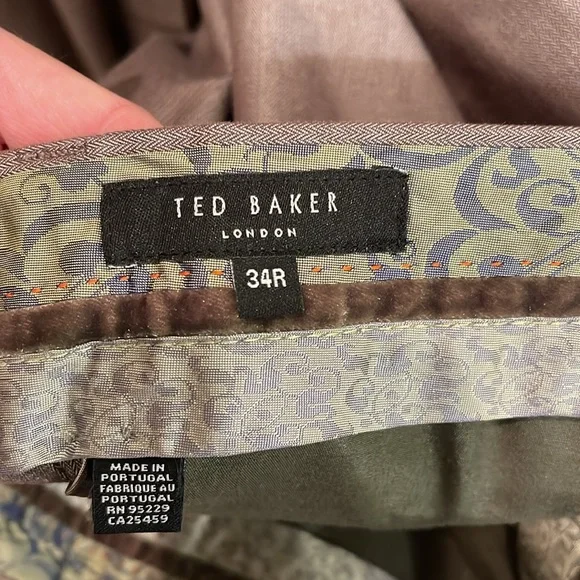 TED BAKER
LONDON
34R
MADE IN
PORTUGAL
FABRIQUE AU
PORTUGAL
RN 95229
CA25459